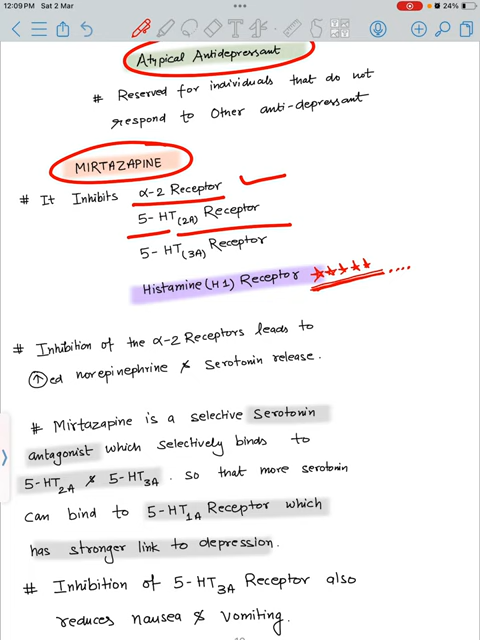 12:09 PM Sat 2 Mar
24%
Atypical Antidepressant
# Reserved for individuals that do not
respond to Other anti-depressant
MIRTAZAPINE
# It Inhibits α-2 Receptor
5-HT(2A) Receptor
5-HT(3A) Receptor
Histamine (H1) Receptor ....
# Inhibition of the α-2 Receptors leads to
↑ed norepinephrine & Serotonin release.
# Mirtazapine is a selective Serotonin
antagonist which selectively binds to
5-HT2A & 5-HT3A. so that more serotonin
can bind to 5-HT1A Receptor which
has stronger link to depression.
# Inhibition of 5-HT3A Receptor also
reduces nausea & vomiting.